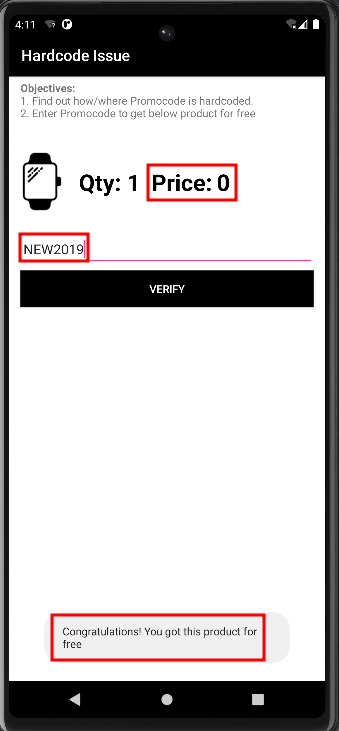 4:11
Hardcode Issue
Objectives:
1. Find out how/where Promocode is hardcoded.
2. Enter Promocode to get below product for free
Qty: 1 Price: 0
NEW2019
VERIFY
Congratulations! You got this product for
free